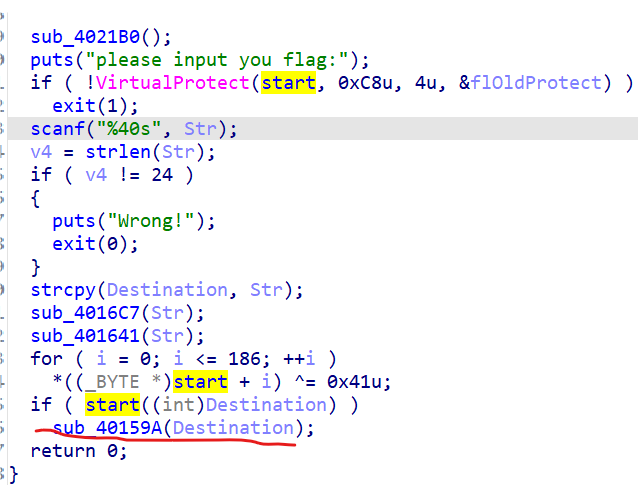 sub_4021B0();
puts("please input you flag:");
if ( !VirtualProtect(start, 0xC8u, 4u, &flOldProtect) )
exit(1);
scanf("%40s", Str);
v4 = strlen(Str);
if ( v4 != 24 )
{
puts("Wrong!");
exit(0);
}
strcpy(Destination, Str);
sub_4016C7(Str);
sub_401641(Str);
for ( i = 0; i <= 186; ++i )
*((_BYTE *)start + i) ^= 0x41u;
if ( start((int)Destination) )
sub_40159A(Destination);
return 0;
}